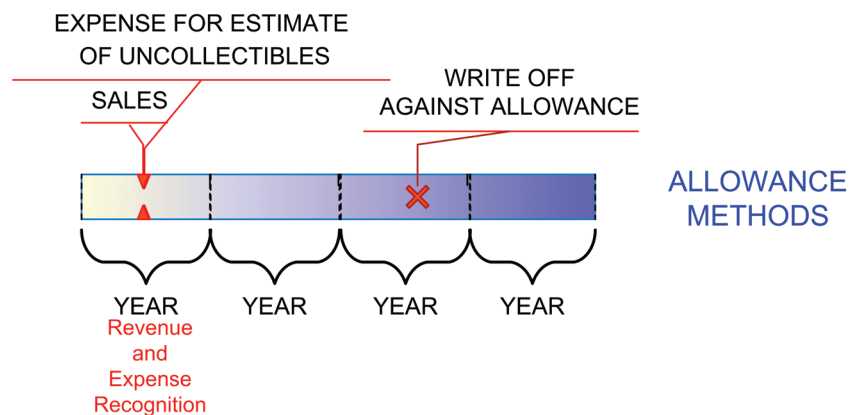 EXPENSE FOR ESTIMATE
OF UNCOLLECTIBLES
SALES
WRITE OFF
AGAINST ALLOWANCE
ALLOWANCE
METHODS
YEAR
YEAR
YEAR
YEAR
Revenue
and
Expense
Recognition